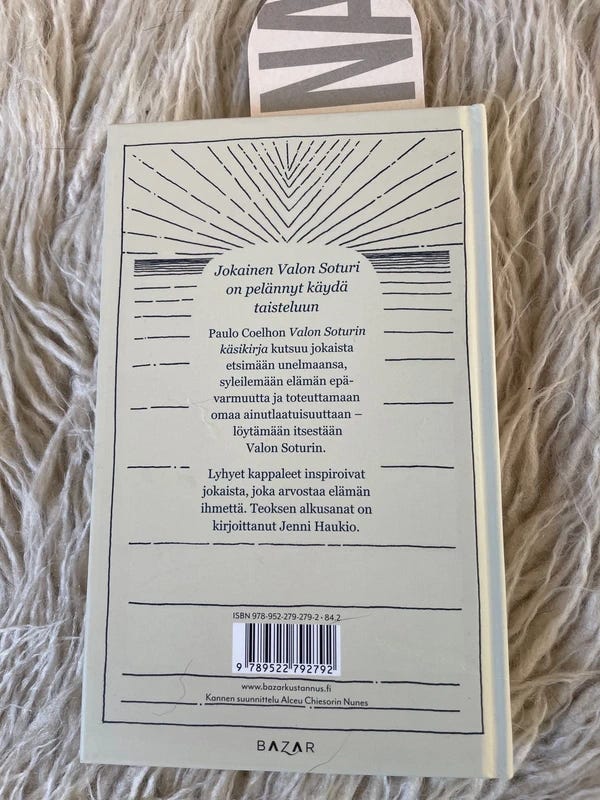 NA
Jokainen Valon Soturi
on pelännyt käydä
taisteluun
Paulo Coelhon Valon Soturin
käsikirja kutsuu jokaista
etsimään unelmaansa,
syleilemään elämän epä-
varmuutta ja toteuttamaan
omaa ainutlaatuisuuttaan –
löytämään itsestään
Valon Soturin.
Lyhyet kappaleet inspiroivat
jokaista, joka arvostaa elämän
ihmettä. Teoksen alkusanat on
kirjoittanut Jenni Haukio.
ISBN 978-952-279-279-2 • 84.2
9 789522 792792
www.bazarkustannus.fi
Kannen suunnittelu Alceu Chiesorin Nunes
BAZAR